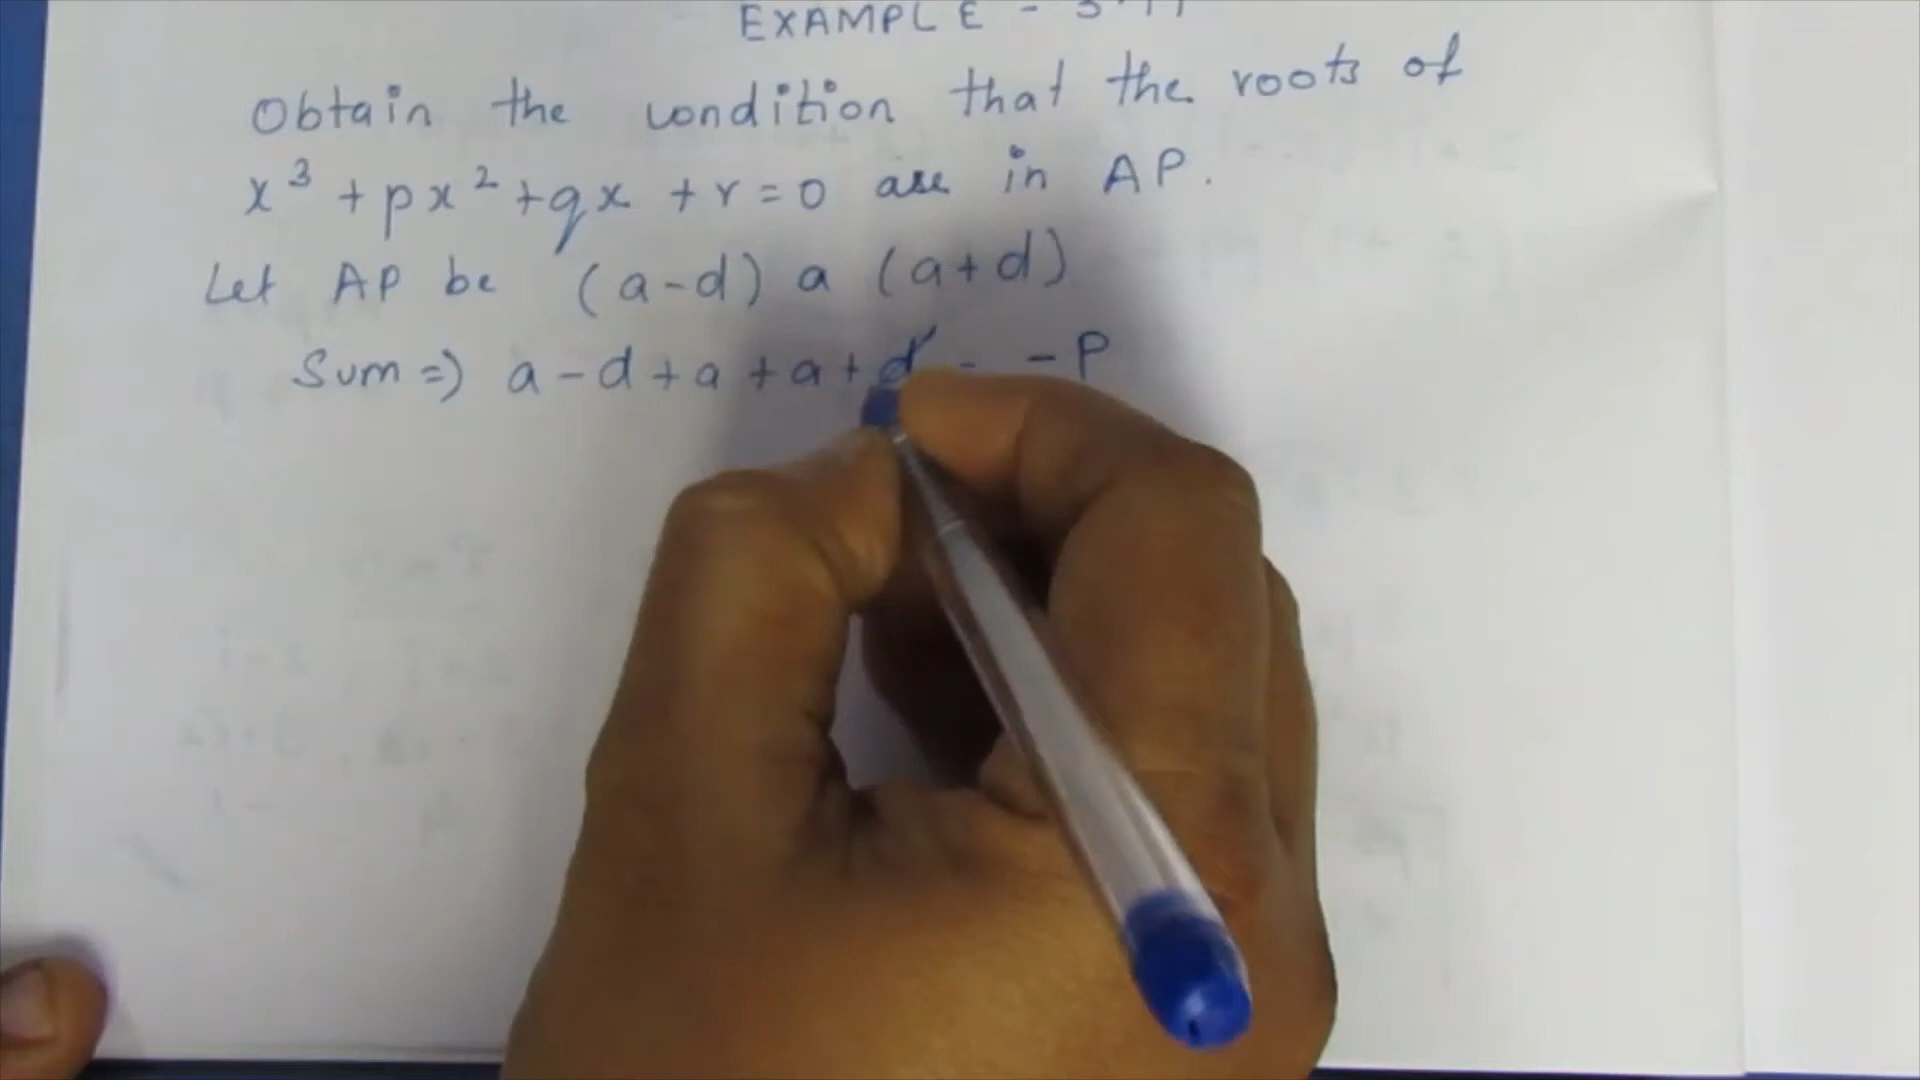 EXAMPLE -
Obtain the condition that the roots of
x³ + px² + qx + r = 0 are in AP.
Let AP be (a-d) a (a+d)
Sum => a - d + a + a + d = - P